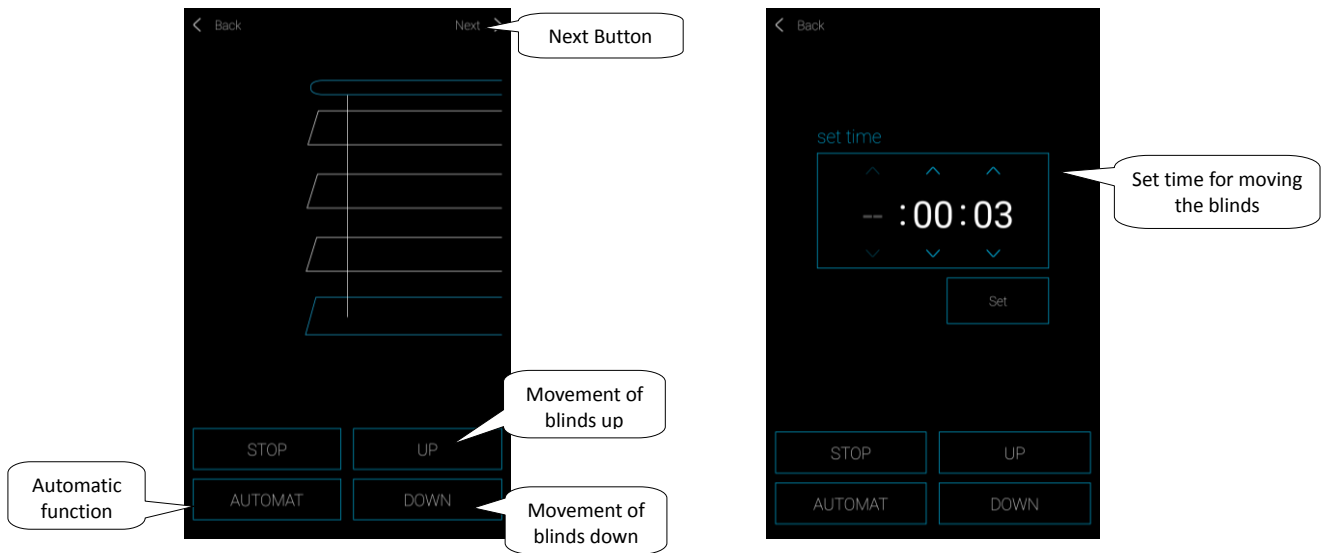 Back
Next
Next Button
STOP
UP
AUTOMAT
DOWN
Movement of
blinds up
Automatic
function
Movement of
blinds down
Back
set time
-- :00:03
Set
Set time for moving
the blinds
STOP
UP
AUTOMAT
DOWN